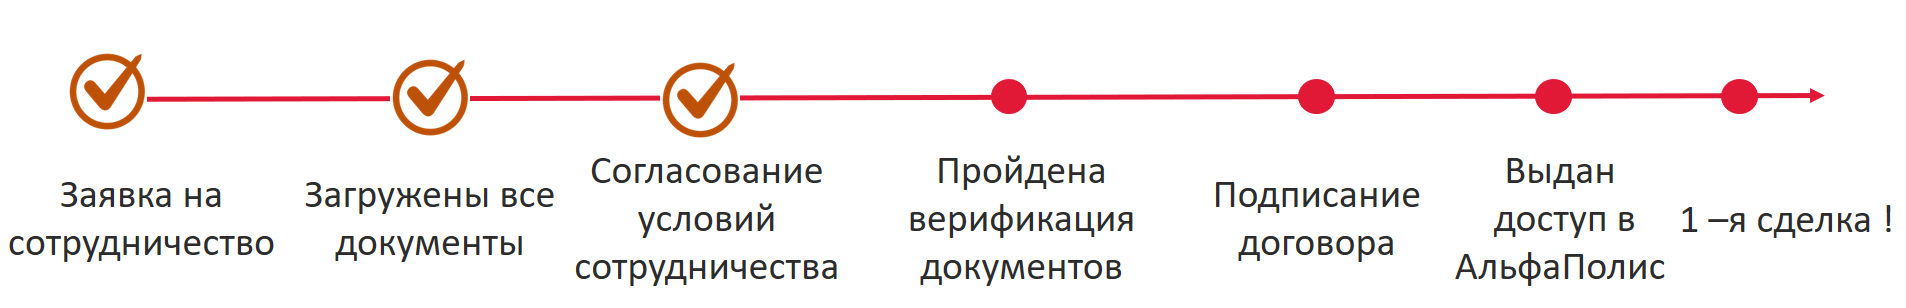 Заявка на
сотрудничество
Загружены все
документы
Согласование
условий
сотрудничества
Пройдена
верификация
документов
Подписание
договора
Выдан
доступ в
АльфаПолис
1 –я сделка !